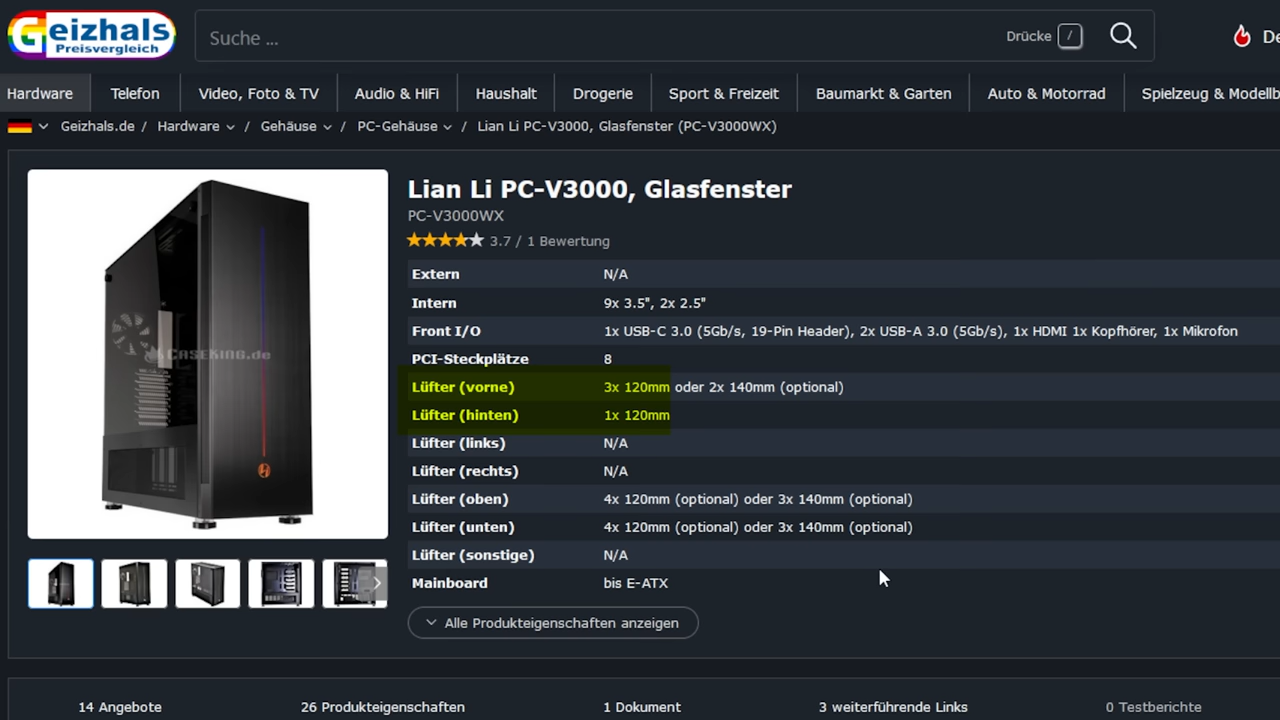 Geizhals
Preisvergleich
Suche ...
Drücke /
De
Hardware
Telefon
Video, Foto & TV
Audio & HiFi
Haushalt
Drogerie
Sport & Freizeit
Baumarkt & Garten
Auto & Motorrad
Spielzeug & Modellb
Geizhals.de / Hardware / Gehäuse / PC-Gehäuse / Lian Li PC-V3000, Glasfenster (PC-V3000WX)
CASEKING.de
Lian Li PC-V3000, Glasfenster
PC-V3000WX
3.7 / 1 Bewertung
Extern N/A
Intern 9x 3.5", 2x 2.5"
Front I/O 1x USB-C 3.0 (5Gb/s, 19-Pin Header), 2x USB-A 3.0 (5Gb/s), 1x HDMI 1x Kopfhörer, 1x Mikrofon
PCI-Steckplätze 8
Lüfter (vorne) 3x 120mm oder 2x 140mm (optional)
Lüfter (hinten) 1x 120mm
Lüfter (links) N/A
Lüfter (rechts) N/A
Lüfter (oben) 4x 120mm (optional) oder 3x 140mm (optional)
Lüfter (unten) 4x 120mm (optional) oder 3x 140mm (optional)
Lüfter (sonstige) N/A
Mainboard bis E-ATX
Alle Produkteigenschaften anzeigen
14 Angebote
26 Produkteigenschaften
1 Dokument
3 weiterführende Links
0 Testberichte